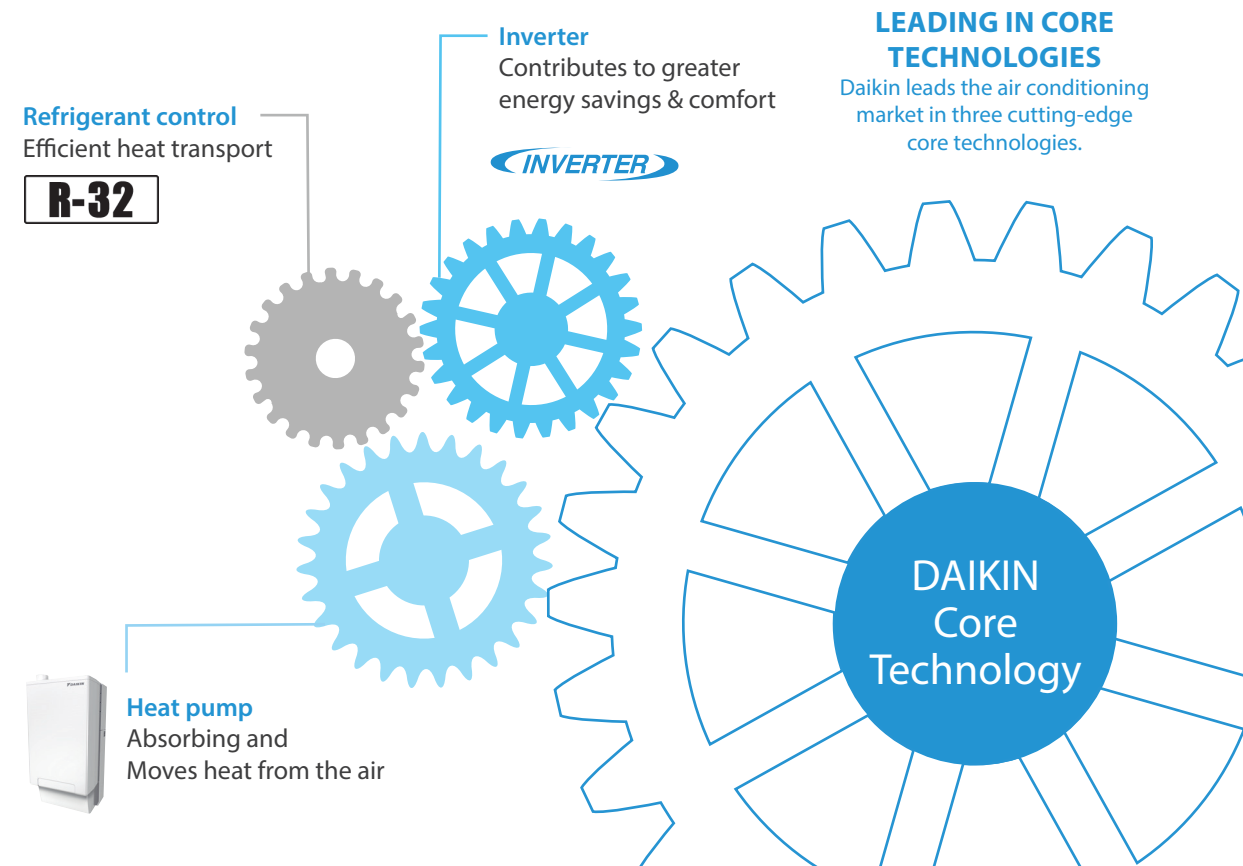 LEADING IN CORE
TECHNOLOGIES
Daikin leads the air conditioning
market in three cutting-edge
core technologies.
Inverter
Contributes to greater
energy savings & comfort
INVERTER
Refrigerant control
Efficient heat transport
R-32
DAIKIN
Core
Technology
Heat pump
Absorbing and
Moves heat from the air
DAIKIN